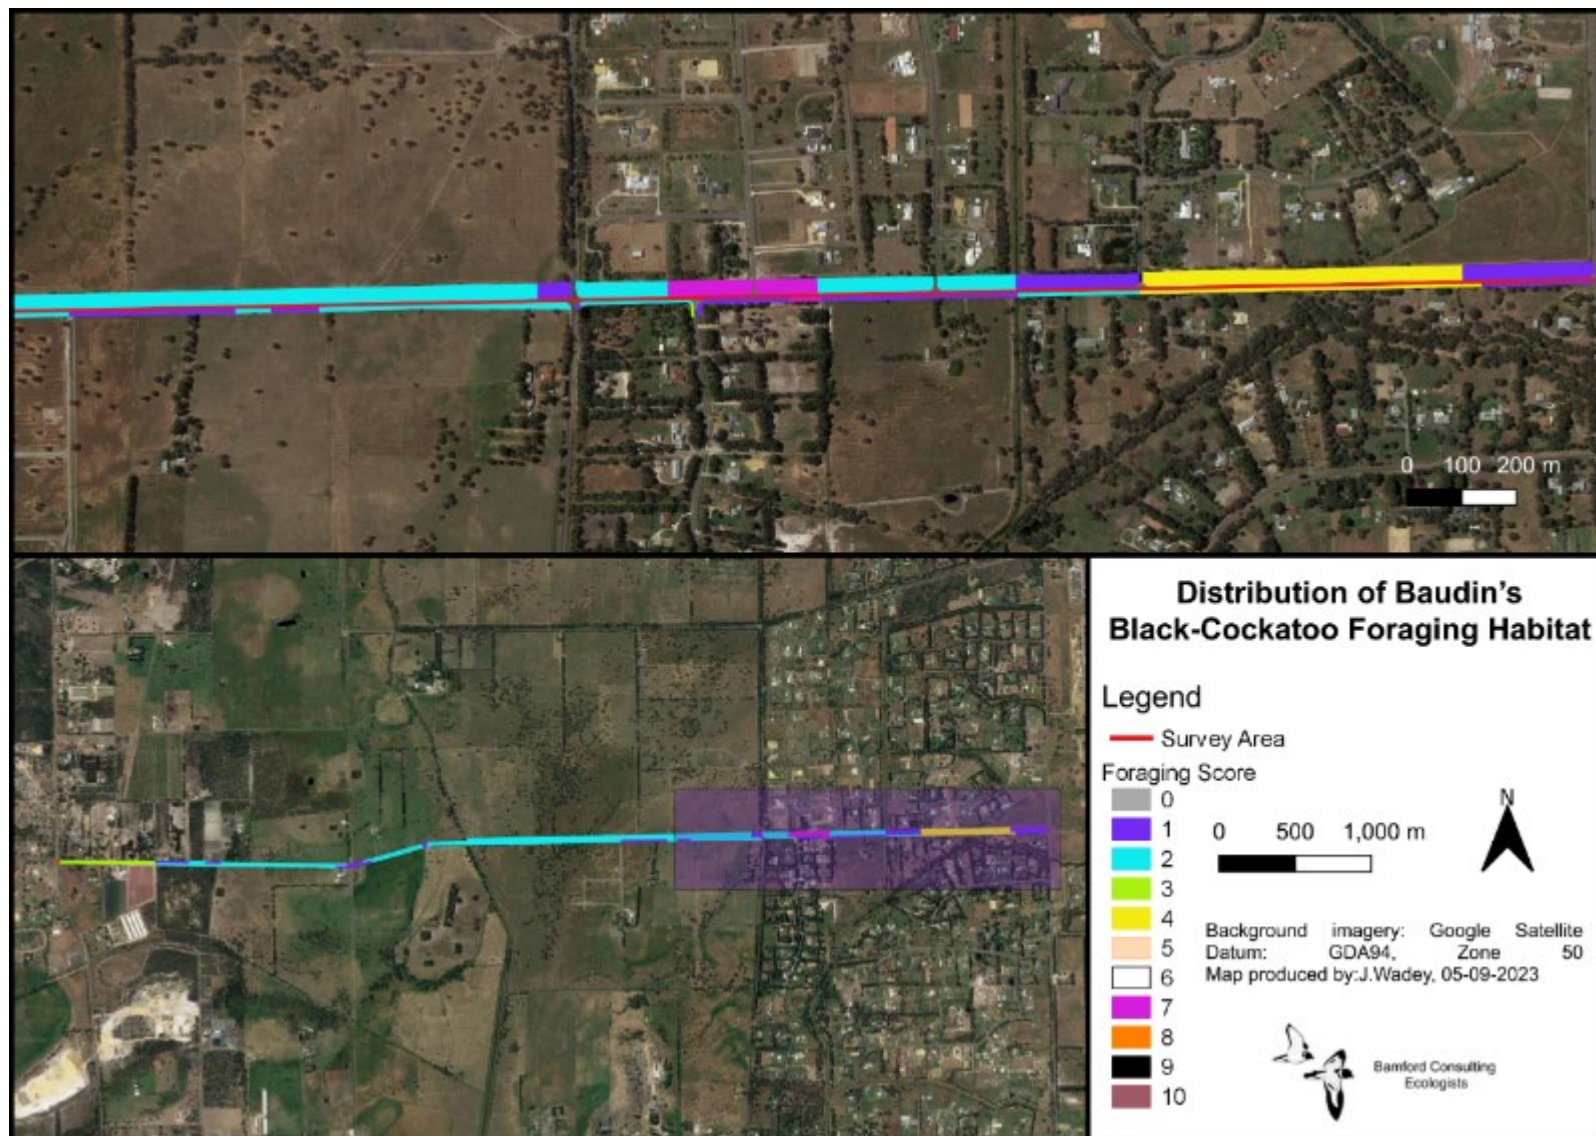 0 100 200 m
Distribution of Baudin's
Black-Cockatoo Foraging Habitat
Legend
Survey Area
Foraging Score
0
1
2
3
4
5
6
7
8
9
10
0 500 1,000 m
N
Background imagery: Google Satellite
Datum: GDA94, Zone 50
Map produced by:J.Wadey, 05-09-2023
Bamford Consulting
Ecologists